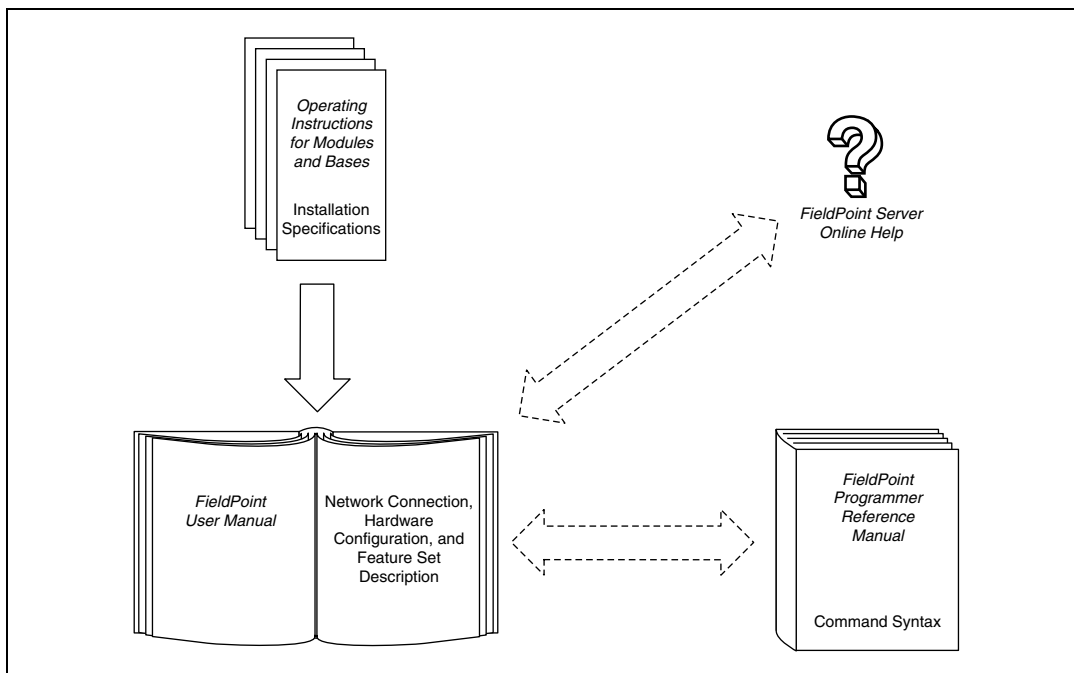 Operating
Instructions
for Modules
and Bases
Installation
Specifications
FieldPoint Server
Online Help
FieldPoint
User Manual
Network Connection,
Hardware
Configuration, and
Feature Set
Description
FieldPoint
Programmer
Reference
Manual
Command Syntax